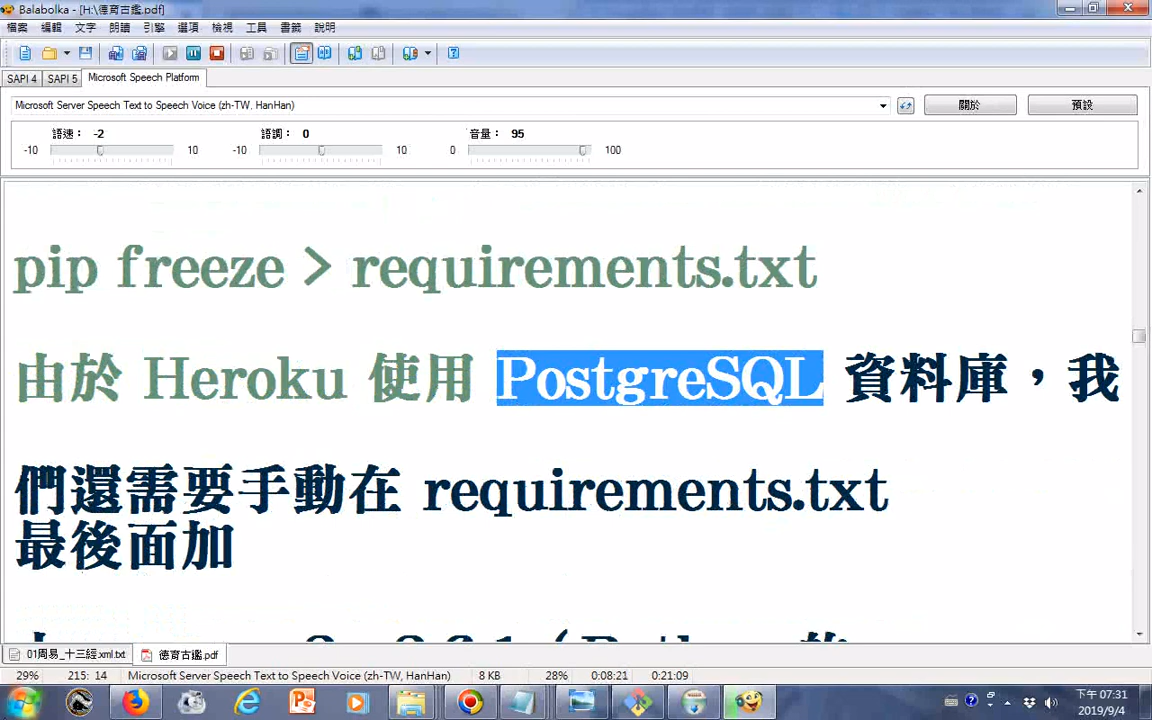 Balabolka - [H:\德育古鑑.pdf]
檔案 編輯 文字 朗讀 引擎 選項 檢視 工具 書籤 說明
SAPI 4 SAPI 5 Microsoft Speech Platform
Microsoft Server Speech Text to Speech Voice (zh-TW, HanHan) 關於 預設
語速： -2 語調： 0 音量： 95
-10 10 -10 10 0 100
pip freeze > requirements.txt
由於 Heroku 使用 PostgreSQL 資料庫，我
們還需要手動在 requirements.txt
最後面加
01周易_十三經.xml.txt 德育古鑑.pdf
29% 215: 14 Microsoft Server Speech Text to Speech Voice (zh-TW, HanHan) 8 KB 28% 0:08:21 0:21:09
下午 07:31
2019/9/4